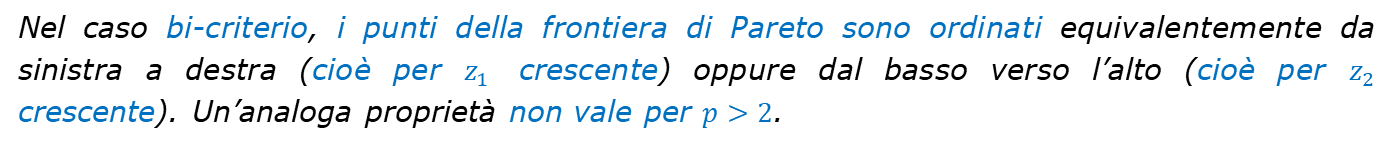 Nel caso bi-criterio, i punti della frontiera di Pareto sono ordinati equivalentemente da
sinistra a destra (cioè per z₁ crescente) oppure dal basso verso l’alto (cioè per z₂
crescente). Un’analoga proprietà non vale per p > 2.